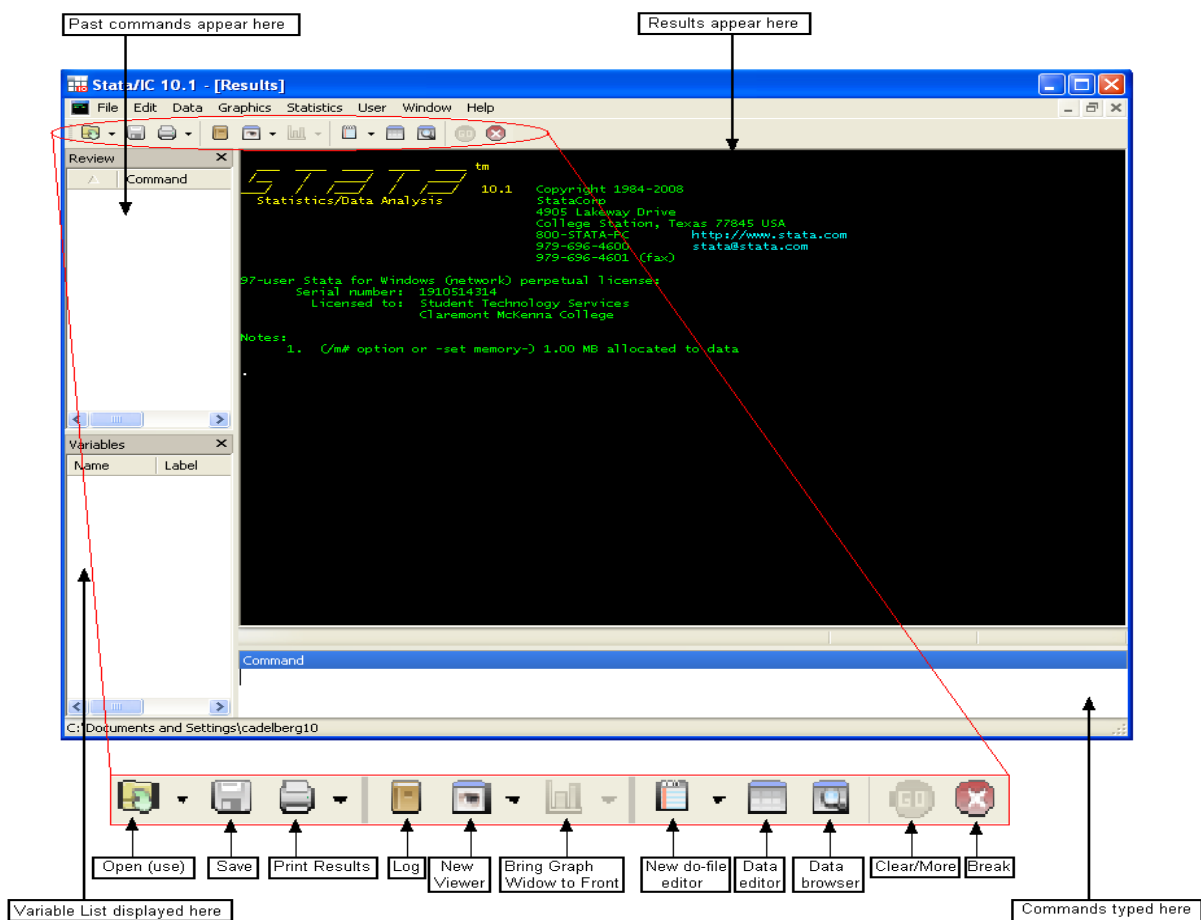 Past commands appear here
Results appear here
Stata/IC 10.1 - [Results]
File Edit Data Graphics Statistics User Window Help
GO
Review
Command
STATA tm
10.1
Statistics/Data Analysis
Copyright 1984-2008
StataCorp
4905 Lakeway Drive
College Station, Texas 77845 USA
800-STATA-PC http://www.stata.com
979-696-4600 stata@stata.com
979-696-4601 (fax)
97-user Stata for Windows (network) perpetual license:
Serial number: 1910514314
Licensed to: Student Technology Services
Claremont McKenna College
Notes:
1. (/m# option or -set memory-) 1.00 MB allocated to data
.
Variables
Name Label
Command
C:\Documents and Settings\cadelberg10
GO
Open (use)
Save
Print Results
Log
New
Viewer
Bring Graph
Widow to Front
New do-file
editor
Data
editor
Data
browser
Clear/More
Break
Variable List displayed here
Commands typed here